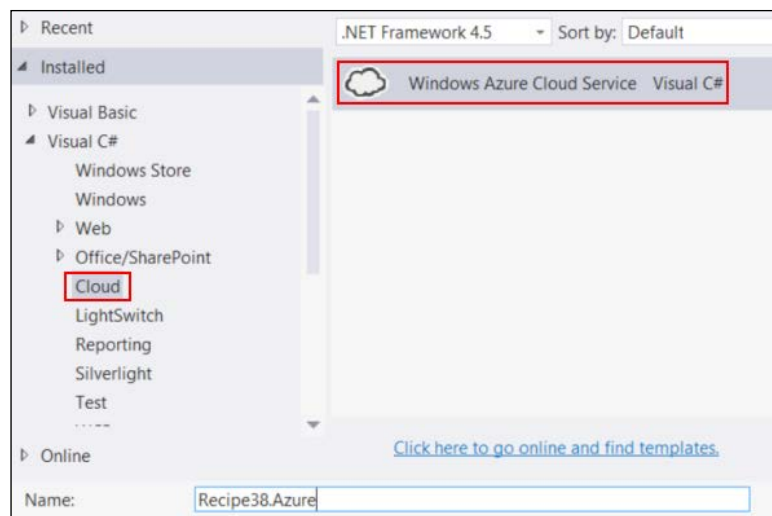 Recent
.NET Framework 4.5 Sort by: Default
Installed
Windows Azure Cloud Service Visual C#
Visual Basic
Visual C#
Windows Store
Windows
Web
Office/SharePoint
Cloud
LightSwitch
Reporting
Silverlight
Test
Online
Click here to go online and find templates.
Name: Recipe38.Azure